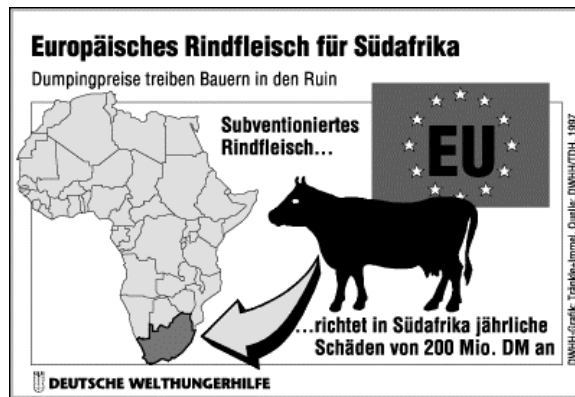 Europäisches Rindfleisch für Südafrika
Dumpingpreise treiben Bauern in den Ruin
Subventioniertes
Rindfleisch...
EU
...richtet in Südafrika jährliche
Schäden von 200 Mio. DM an
DEUTSCHE WELTHUNGERHILFE
DWHH-Grafik: Tränkle+Immel, Quelle: DWHH/TDH, 1997